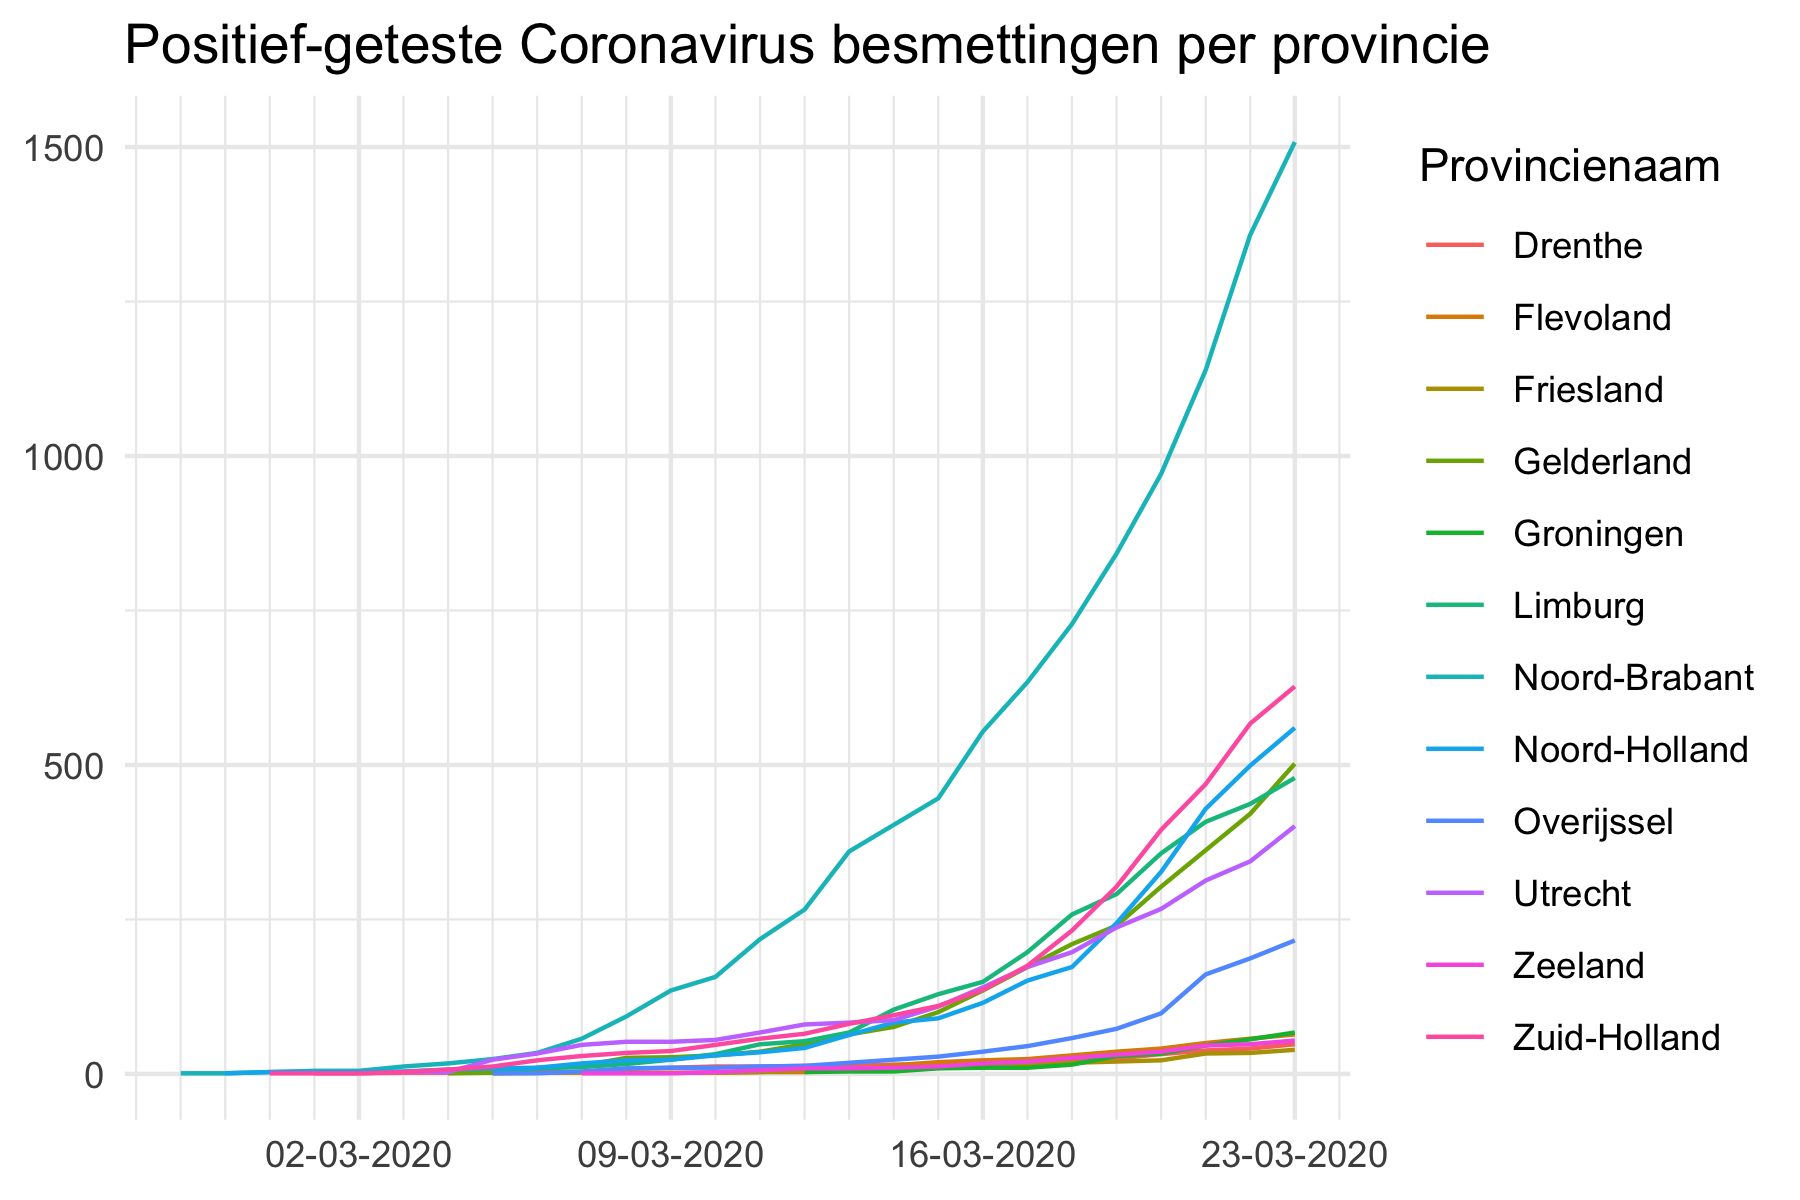 Positief-geteste Coronavirus besmettingen per provincie
1500
1000
500
0
02-03-2020
09-03-2020
16-03-2020
23-03-2020
Provincienaam
Drenthe
Flevoland
Friesland
Gelderland
Groningen
Limburg
Noord-Brabant
Noord-Holland
Overijssel
Utrecht
Zeeland
Zuid-Holland